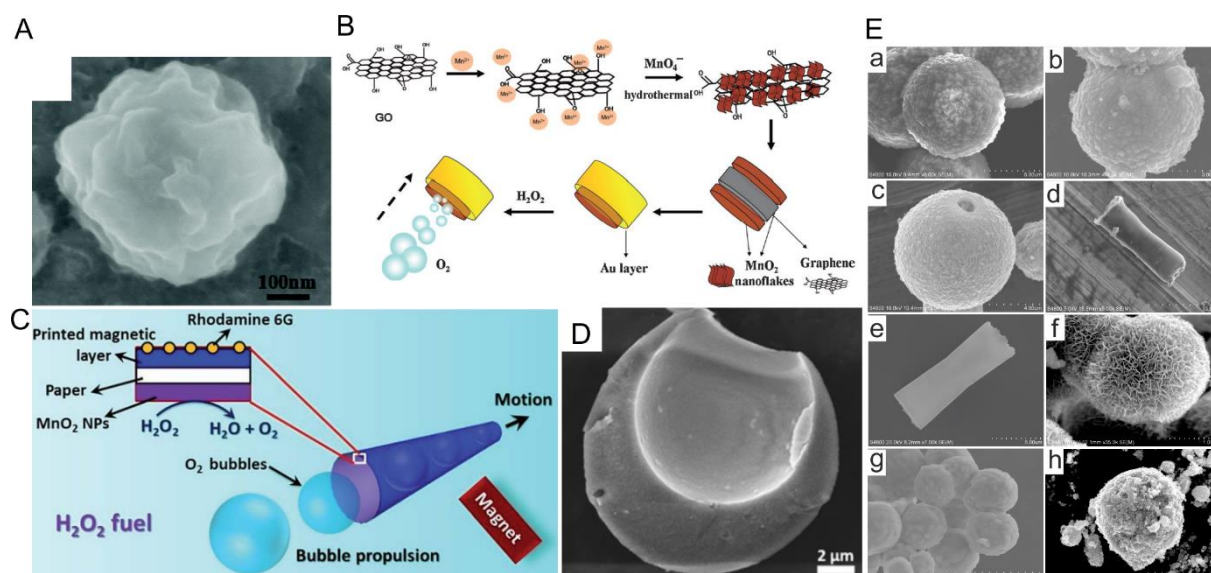 A
100nm
B
GO
Mn²⁺
MnO₄⁻
hydrothermal
H₂O₂
O₂
Au layer
MnO₂
nanoflakes
Graphene
C
Rhodamine 6G
Printed magnetic
layer
Paper
MnO₂ NPs
H₂O₂
H₂O + O₂
Motion
O₂ bubbles
Magnet
H₂O₂ fuel
Bubble propulsion
D
2 μm
E
a
b
c
d
e
f
g
h